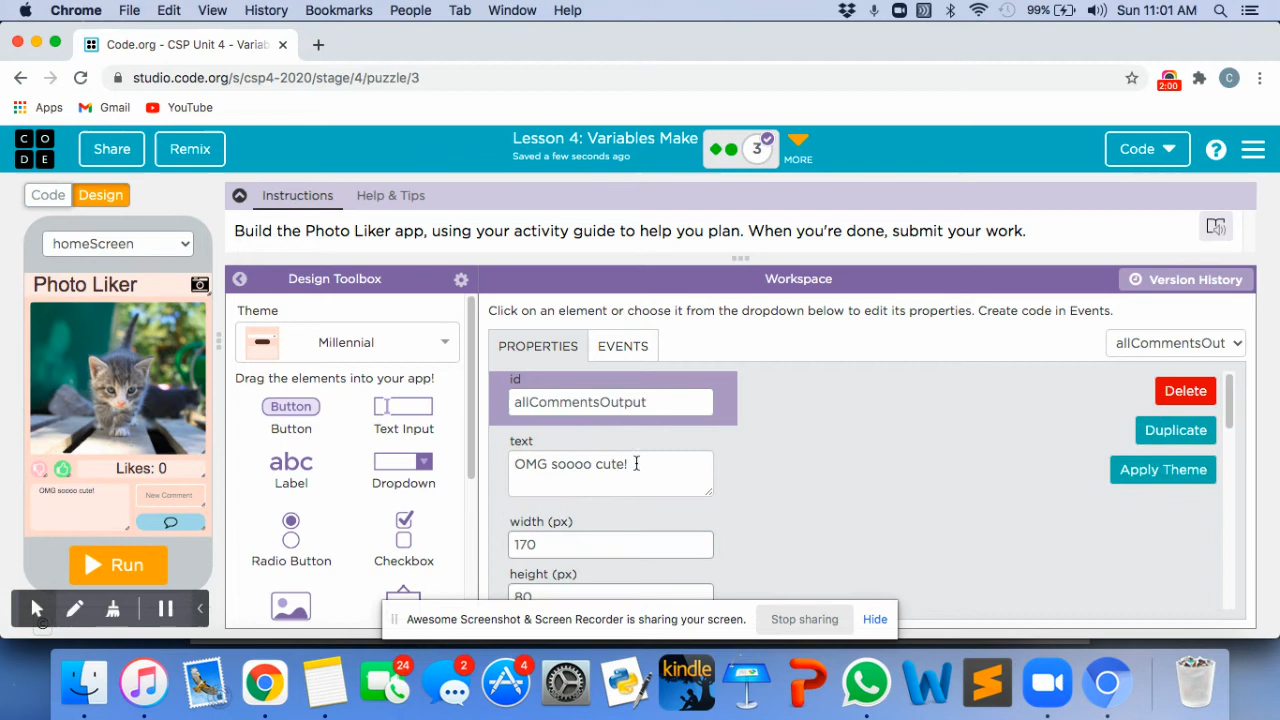 Chrome File Edit View History Bookmarks People Tab Window Help 99% Sun 11:01 AM
Code.org - CSP Unit 4 - Variab
studio.code.org/s/csp4-2020/stage/4/puzzle/3 2:00 C
Apps Gmail YouTube
C O D E Share Remix
Lesson 4: Variables Make
Saved a few seconds ago
3
MORE
Code
Code Design
Instructions Help & Tips
Build the Photo Liker app, using your activity guide to help you plan. When you're done, submit your work.
homeScreen
Photo Liker
Likes: 0
OMG soooo cute!
New Comment
Run
Design Toolbox
Theme
Millennial
Drag the elements into your app!
Button
Button
Text Input
abc
Label
Dropdown
Radio Button
Checkbox
Workspace
Version History
Click on an element or choose it from the dropdown below to edit its properties. Create code in Events.
PROPERTIES EVENTS
allCommentsOut
id
allCommentsOutput
text
OMG soooo cute!
width (px)
170
height (px)
80
Delete
Duplicate
Apply Theme
Awesome Screenshot & Screen Recorder is sharing your screen. Stop sharing Hide
24
2
4
kindle